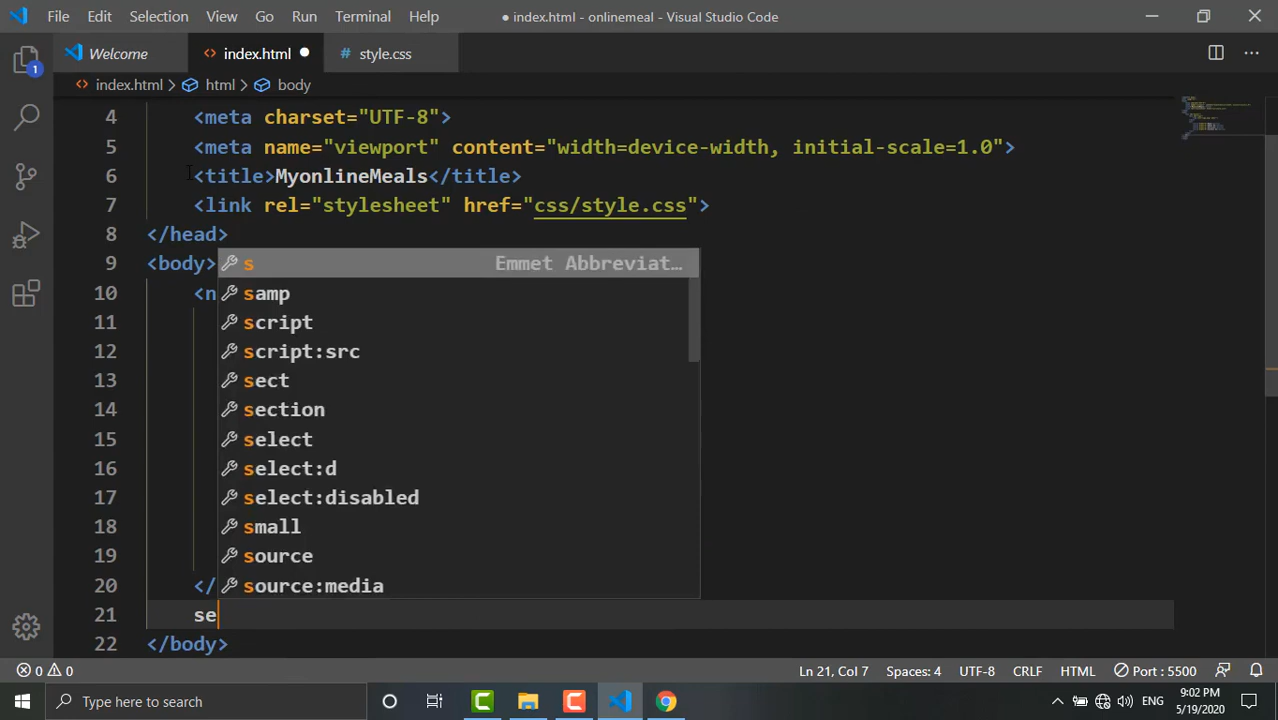 File Edit Selection View Go Run Terminal Help
● index.html - onlinemeal - Visual Studio Code
Welcome
<> index.html ●
# style.css
<> index.html > html > body
1
4 <meta charset="UTF-8">
5 <meta name="viewport" content="width=device-width, initial-scale=1.0">
6 <title>MyonlineMeals</title>
7 <link rel="stylesheet" href="css/style.css">
8 </head>
9 <body>
s Emmet Abbreviat…
10 <n
samp
11
script
12
script:src
13
sect
14
section
15
select
16
select:d
17
select:disabled
18
small
19
source
20 </
source:media
21 se
22 </body>
0 0 Ln 21, Col 7 Spaces: 4 UTF-8 CRLF HTML Port : 5500
Type here to search
ENG
9:02 PM
5/19/2020